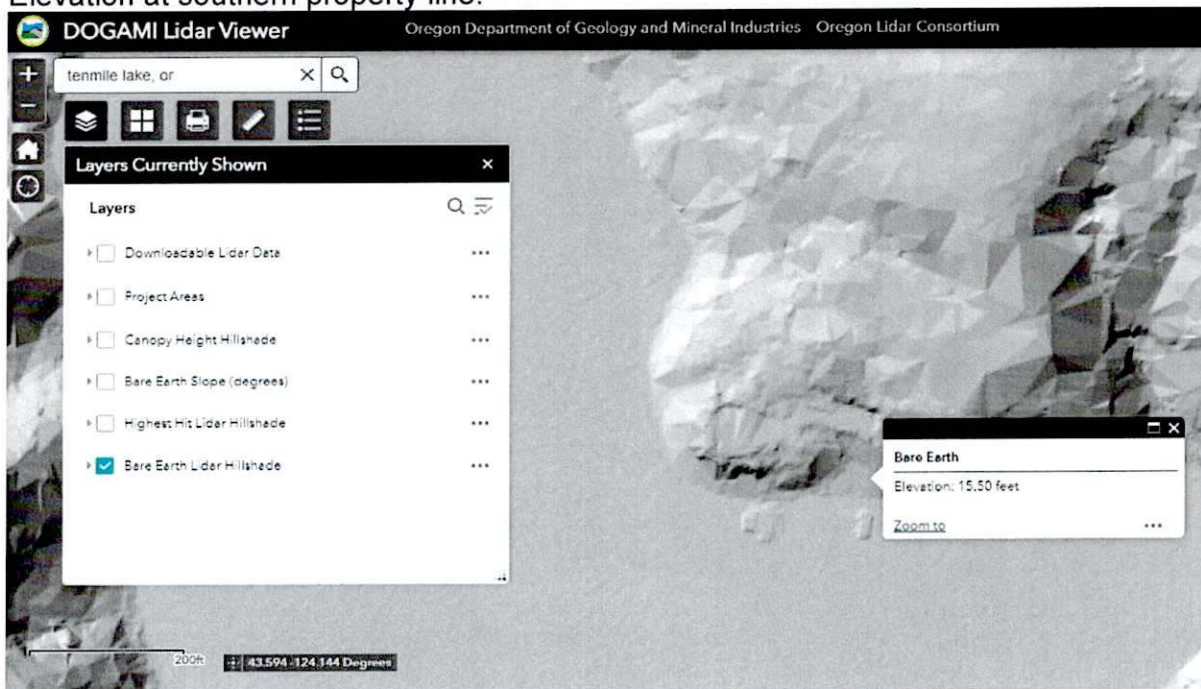 Elevation at southern property line:
DOGAMI Lidar Viewer Oregon Department of Geology and Mineral Industries Oregon Lidar Consortium
tenmile lake, or
Layers Currently Shown
Layers
Downloadable Lidar Data
Project Areas
Canopy Height Hillshade
Bare Earth Slope (degrees)
Highest Hit Lidar Hillshade
Bare Earth Lidar Hillshade
Bare Earth
Elevation: 15.50 feet
Zoom to
200ft
43.594 -124.144 Degrees